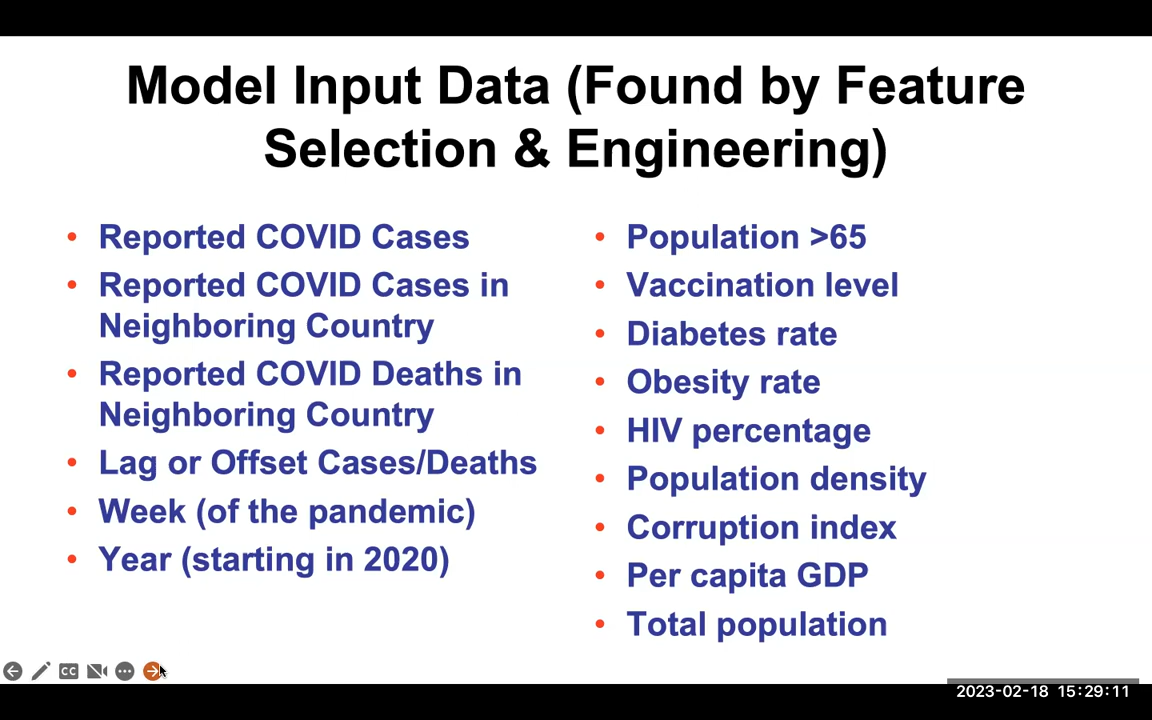 Model Input Data (Found by Feature
Selection & Engineering)
• Reported COVID Cases
• Reported COVID Cases in
Neighboring Country
• Reported COVID Deaths in
Neighboring Country
• Lag or Offset Cases/Deaths
• Week (of the pandemic)
• Year (starting in 2020)
• Population >65
• Vaccination level
• Diabetes rate
• Obesity rate
• HIV percentage
• Population density
• Corruption index
• Per capita GDP
• Total population
CC
2023-02-18 15:29:11